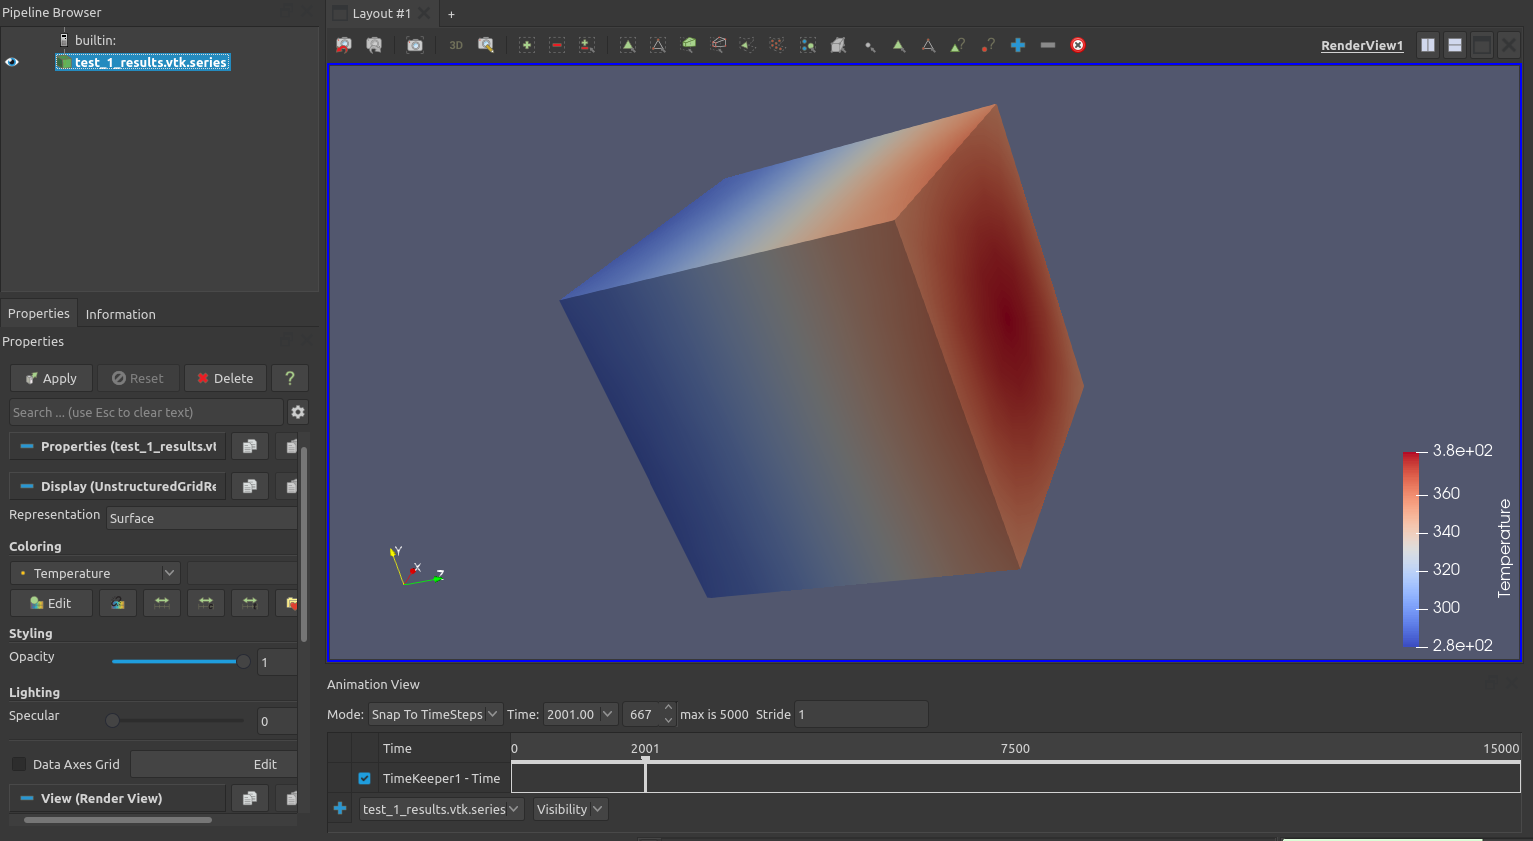 Pipeline Browser
builtin:
test_1_results.vtk.series
Properties
Information
Properties
Apply
Reset
Delete
?
Search ... (use Esc to clear text)
Properties (test_1_results.vt
Display (UnstructuredGridRe
Representation
Surface
Coloring
Temperature
Edit
Styling
Opacity
1
Lighting
Specular
0
Data Axes Grid
Edit
View (Render View)
Layout #1
+
3D
RenderView1
Y
X
Z
3.8e+02
360
340
320
300
2.8e+02
Temperature
Animation View
Mode: Snap To TimeSteps Time: 2001.00 667 max is 5000 Stride 1
Time 0 2001 7500 15000
TimeKeeper1 - Time
test_1_results.vtk.series Visibility